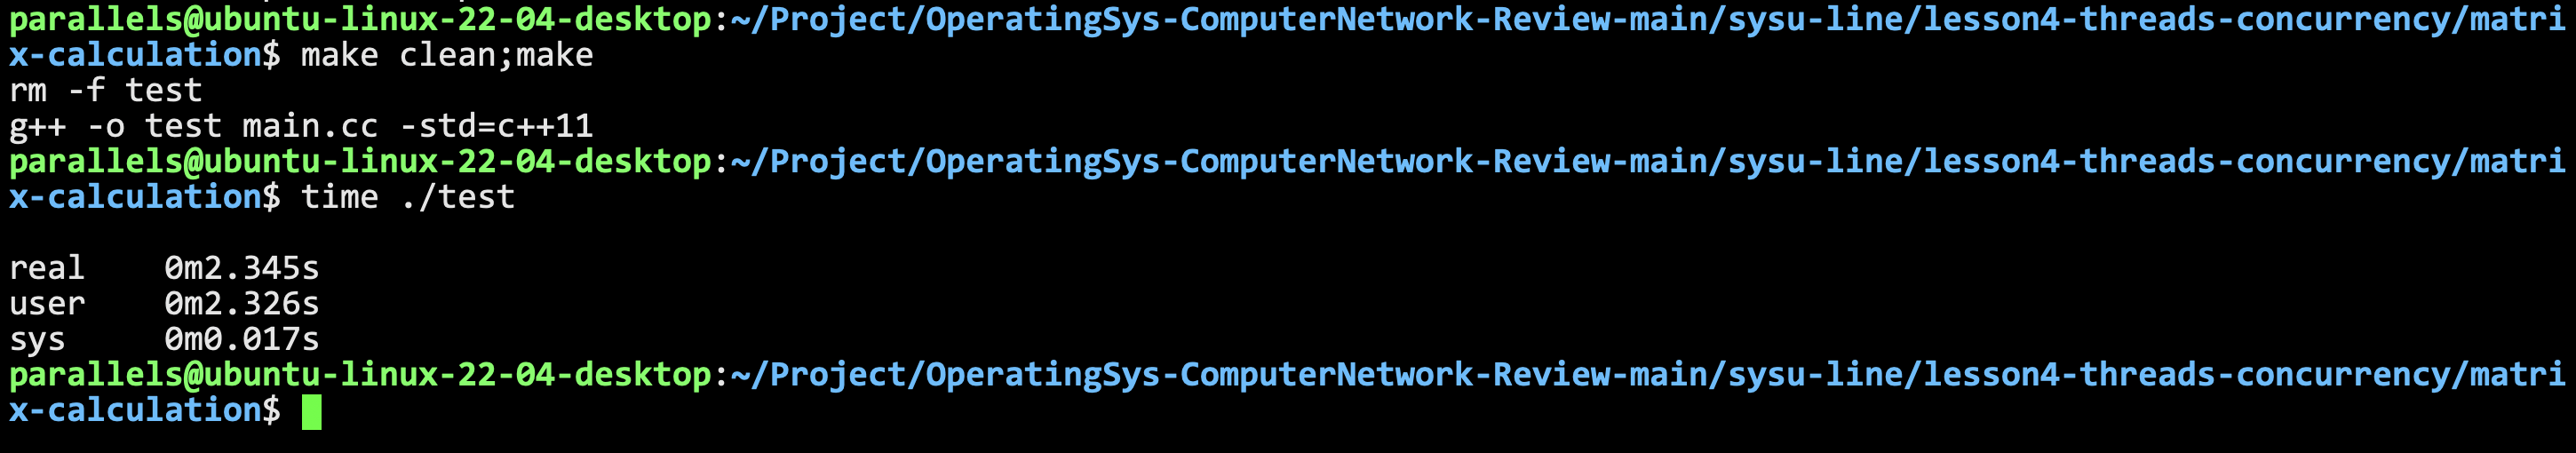 parallels@ubuntu-linux-22-04-desktop:~/Project/OperatingSys-ComputerNetwork-Review-main/sysu-line/lesson4-threads-concurrency/matri
x-calculation$ make clean;make
rm -f test
g++ -o test main.cc -std=c++11
parallels@ubuntu-linux-22-04-desktop:~/Project/OperatingSys-ComputerNetwork-Review-main/sysu-line/lesson4-threads-concurrency/matri
x-calculation$ time ./test
real    0m2.345s
user    0m2.326s
sys     0m0.017s
parallels@ubuntu-linux-22-04-desktop:~/Project/OperatingSys-ComputerNetwork-Review-main/sysu-line/lesson4-threads-concurrency/matri
x-calculation$